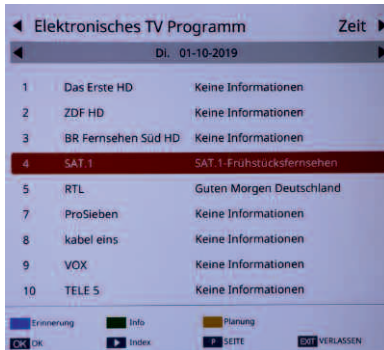 Elektronisches TV Programm Zeit
Di. 01-10-2019
1 Das Erste HD Keine Informationen
2 ZDF HD Keine Informationen
3 BR Fernsehen Süd HD Keine Informationen
4 SAT.1 SAT.1-Frühstücksfernsehen
5 RTL Guten Morgen Deutschland
7 ProSieben Keine Informationen
8 kabel eins Keine Informationen
9 VOX Keine Informationen
10 TELE 5 Keine Informationen
Erinnerung Info Planung
OK OK Index P SEITE EXIT VERLASSEN